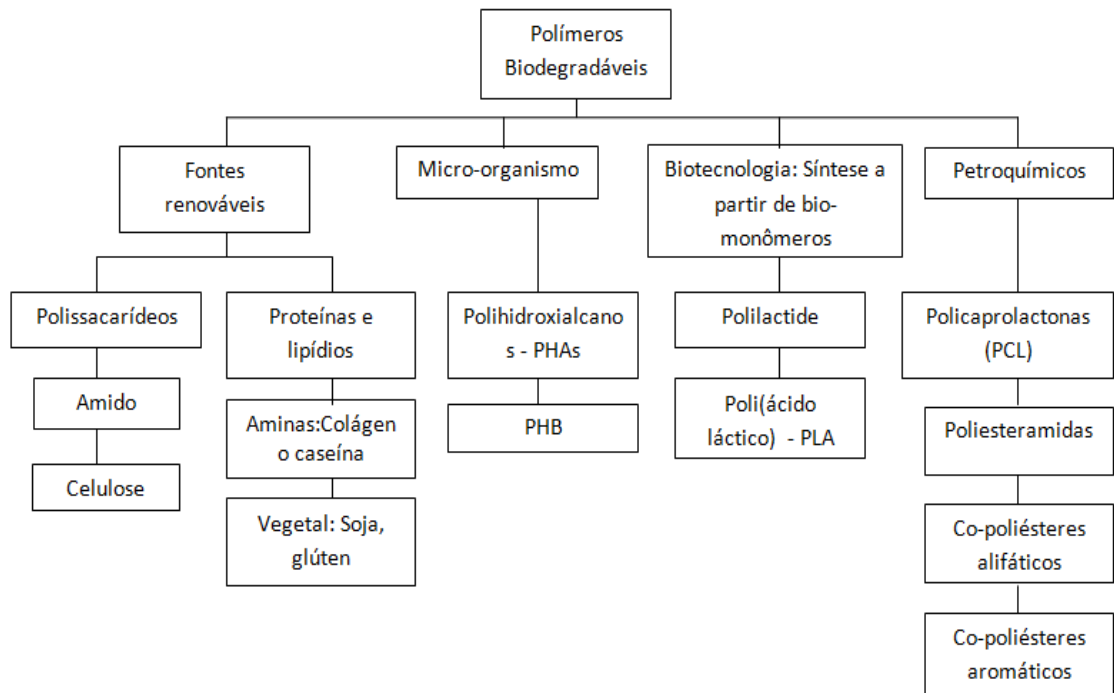 Polímeros
Biodegradáveis
Fontes
renováveis
Micro-organismo
Biotecnologia: Síntese a
partir de bio-
monômeros
Petroquímicos
Polissacarídeos
Proteínas e
lipídios
Polihidroxialcano
s - PHAs
Polilactide
Policaprolactonas
(PCL)
Amido
Aminas:Colágen
o caseína
PHB
Poli(ácido
láctico) - PLA
Poliesteramidas
Celulose
Vegetal: Soja,
glúten
Co-poliésteres
alifáticos
Co-poliésteres
aromáticos